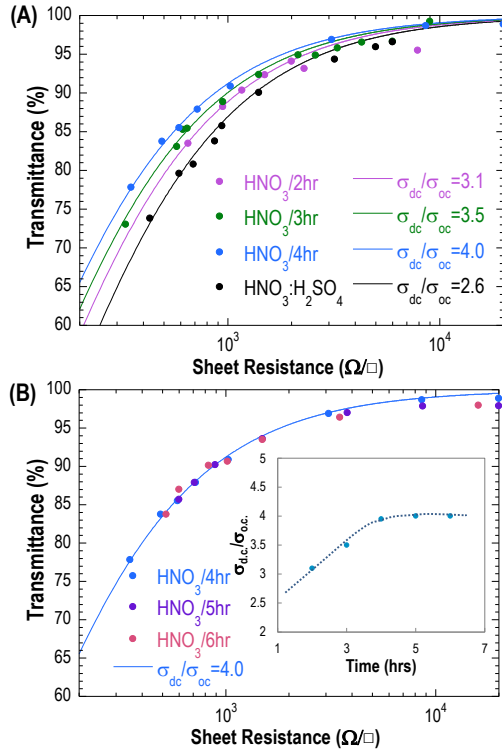 (A)
100
95
90
85
80
75
70
65
60
Transmittance (%)
HNO₃/2hr σdc/σoc=3.1
HNO₃/3hr σdc/σoc=3.5
HNO₃/4hr σdc/σoc=4.0
HNO₃:H₂SO₄ σdc/σoc=2.6
10³ 10⁴
Sheet Resistance (Ω/□)
(B)
100
95
90
85
80
75
70
65
60
Transmittance (%)
HNO₃/4hr
HNO₃/5hr
HNO₃/6hr
σdc/σoc=4.0
5
4
4
3
3
2
σd.c./σo.c.
1 3 5 7
Time (hrs)
10³ 10⁴
Sheet Resistance (Ω/□)